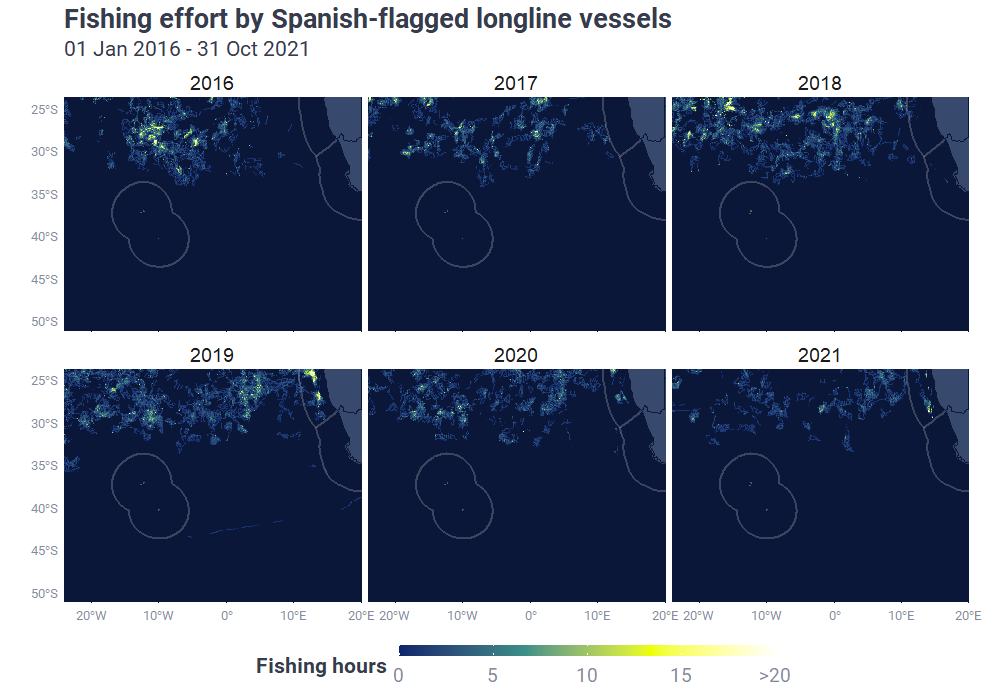 Fishing effort by Spanish-flagged longline vessels
01 Jan 2016 - 31 Oct 2021
2016 2017 2018
25°S
30°S
35°S
40°S
45°S
50°S
2019 2020 2021
25°S
30°S
35°S
40°S
45°S
50°S
20°W 10°W 0° 10°E 20°E 20°W 10°W 0° 10°E 20°E 20°W 10°W 0° 10°E 20°E
Fishing hours
0 5 10 15 >20